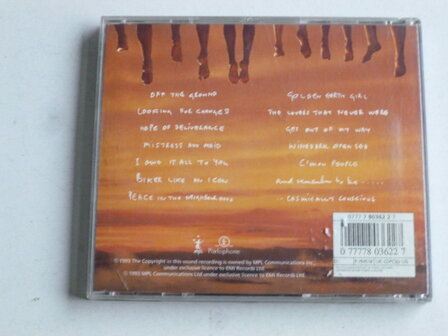 OFF THE GROUND
LOOKING FOR CHANGES
HOPE OF DELIVERANCE
MISTRESS AND MAID
I OWE IT ALL TO YOU
BIKER LIKE AN ICON
PEACE IN THE NEIGHBOURHOOD
GOLDEN EARTH GIRL
THE LOVERS THAT NEVER WERE
GET OUT OF MY WAY
WINEDARK OPEN SEA
C'MON PEOPLE
and remember to be .....
COSMICALLY CONSCIOUS
0777 7 80362 2 7
0 77778 03622 7
Parlophone
℗ 1993 The Copyright in this sound recording is owned by MPL Communications Inc.,
under exclusive licence to EMI Records Ltd.
© 1993 MPL Communications Ltd under exclusive licence to EMI Records Ltd.